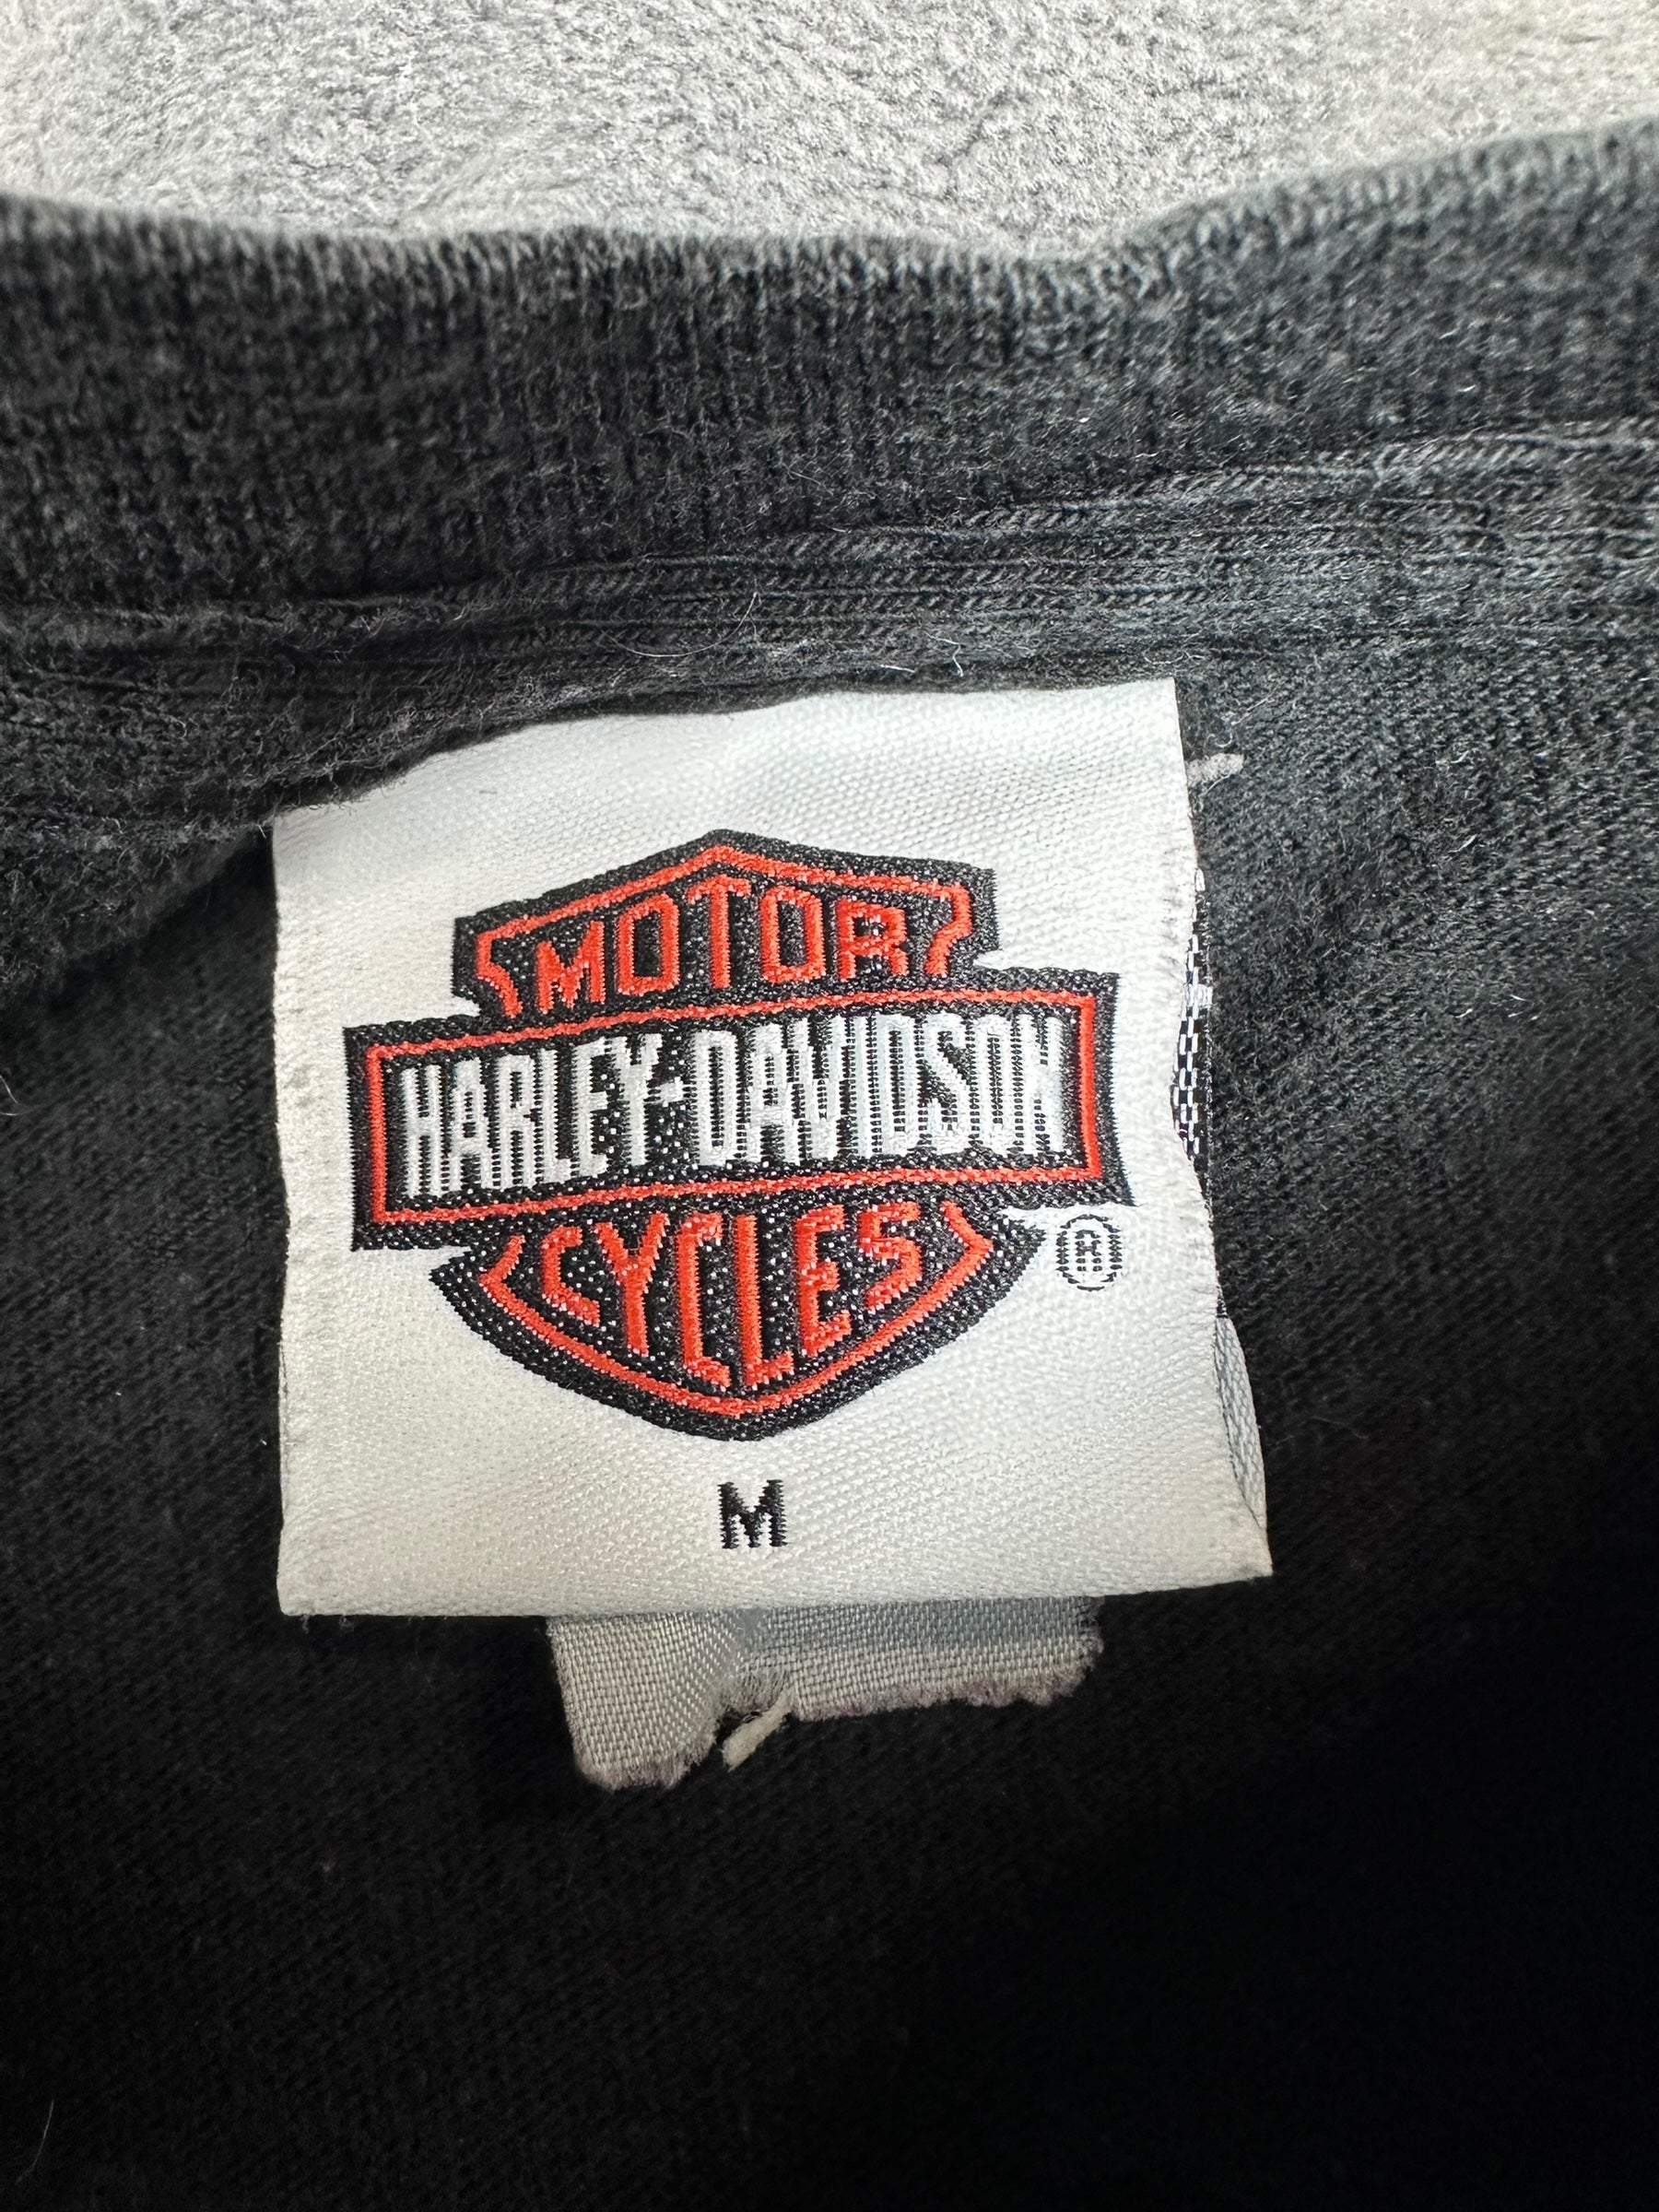 MOTOR
HARLEY-DAVIDSON
CYCLES
®
M